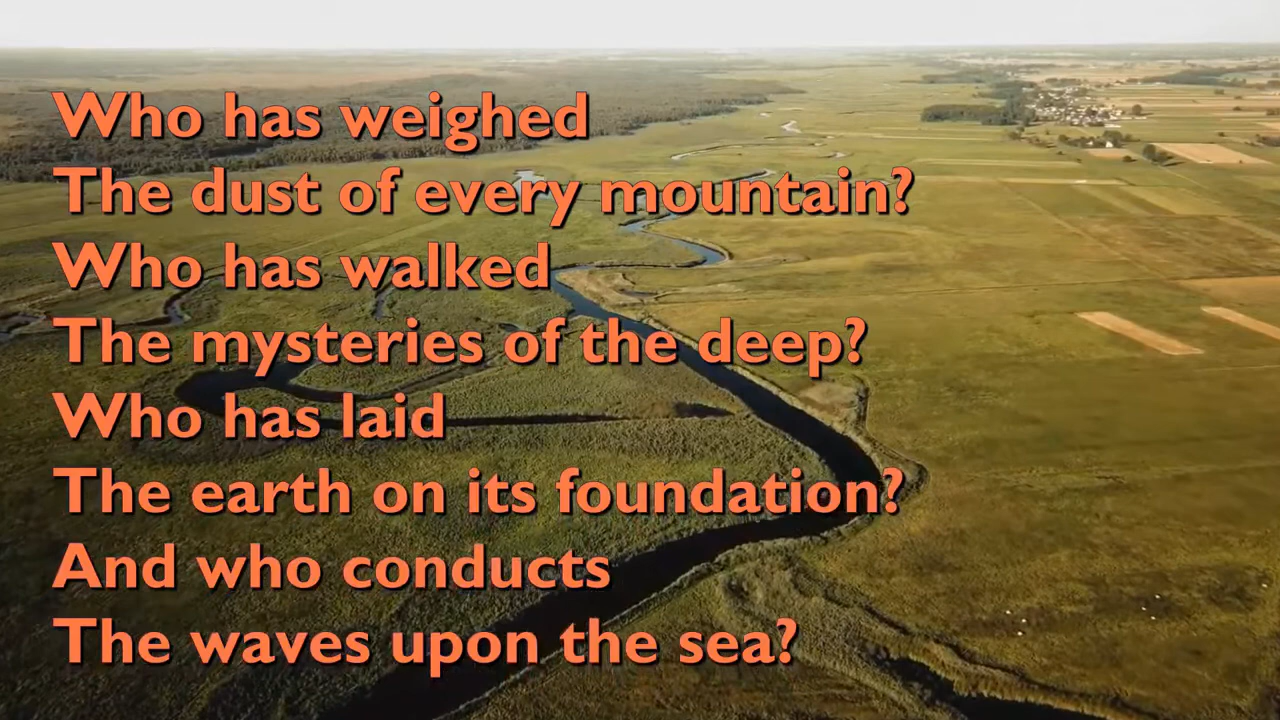 Who has weighed
The dust of every mountain?
Who has walked
The mysteries of the deep?
Who has laid
The earth on its foundation?
And who conducts
The waves upon the sea?